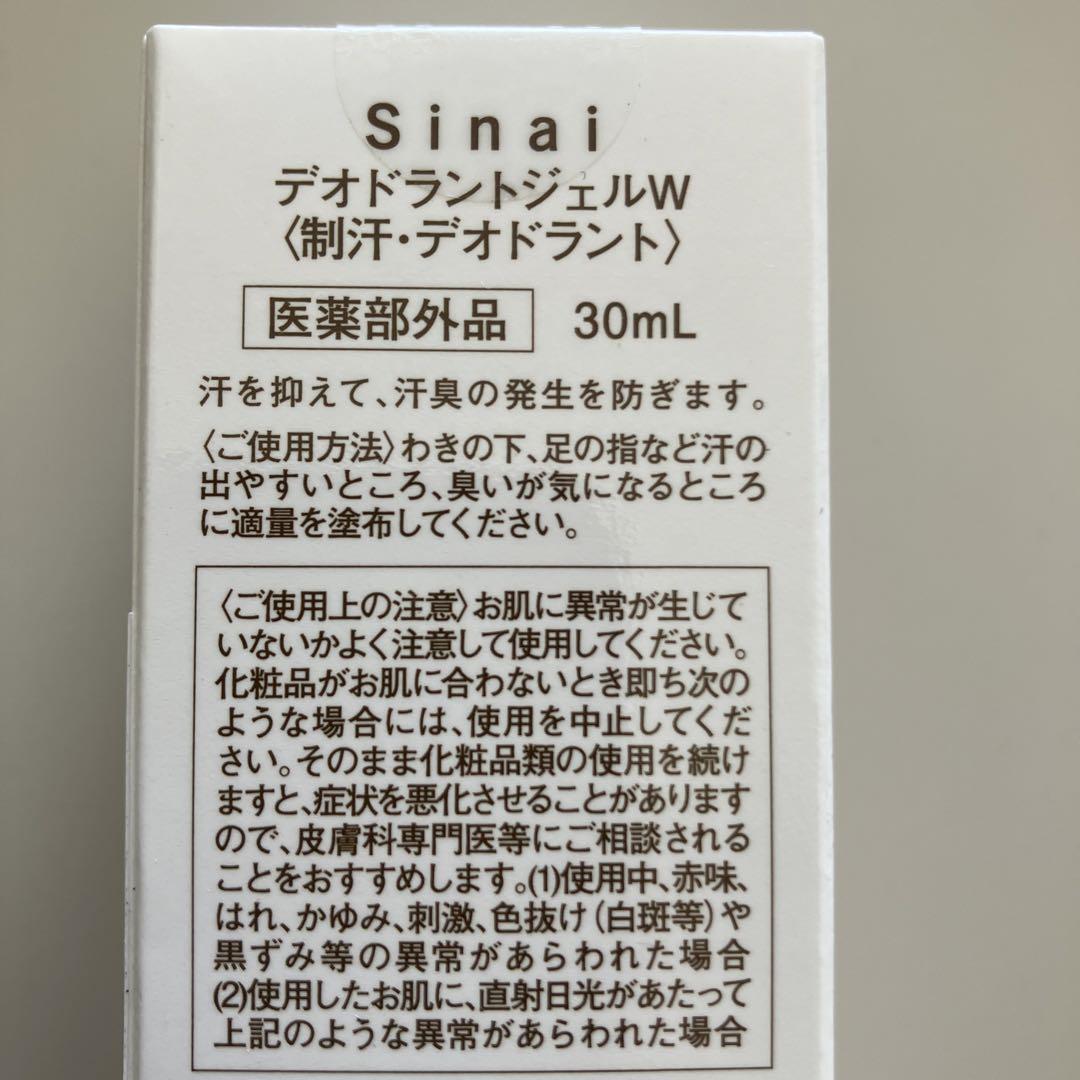 Sinai
デオドラントジェルW
〈制汗・デオドラント〉
医薬部外品 30mL
汗を抑えて、汗臭の発生を防ぎます。
〈ご使用方法〉わきの下、足の指など汗の
出やすいところ、臭いが気になるところ
に適量を塗布してください。
〈ご使用上の注意〉お肌に異常が生じて
いないかよく注意して使用してください。
化粧品がお肌に合わないとき即ち次の
ような場合には、使用を中止してくだ
さい。そのまま化粧品類の使用を続け
ますと、症状を悪化させることがあります
ので、皮膚科専門医等にご相談される
ことをおすすめします。(1)使用中、赤味、
はれ、かゆみ、刺激、色抜け(白斑等)や
黒ずみ等の異常があらわれた場合
(2)使用したお肌に、直射日光があたって
上記のような異常があらわれた場合